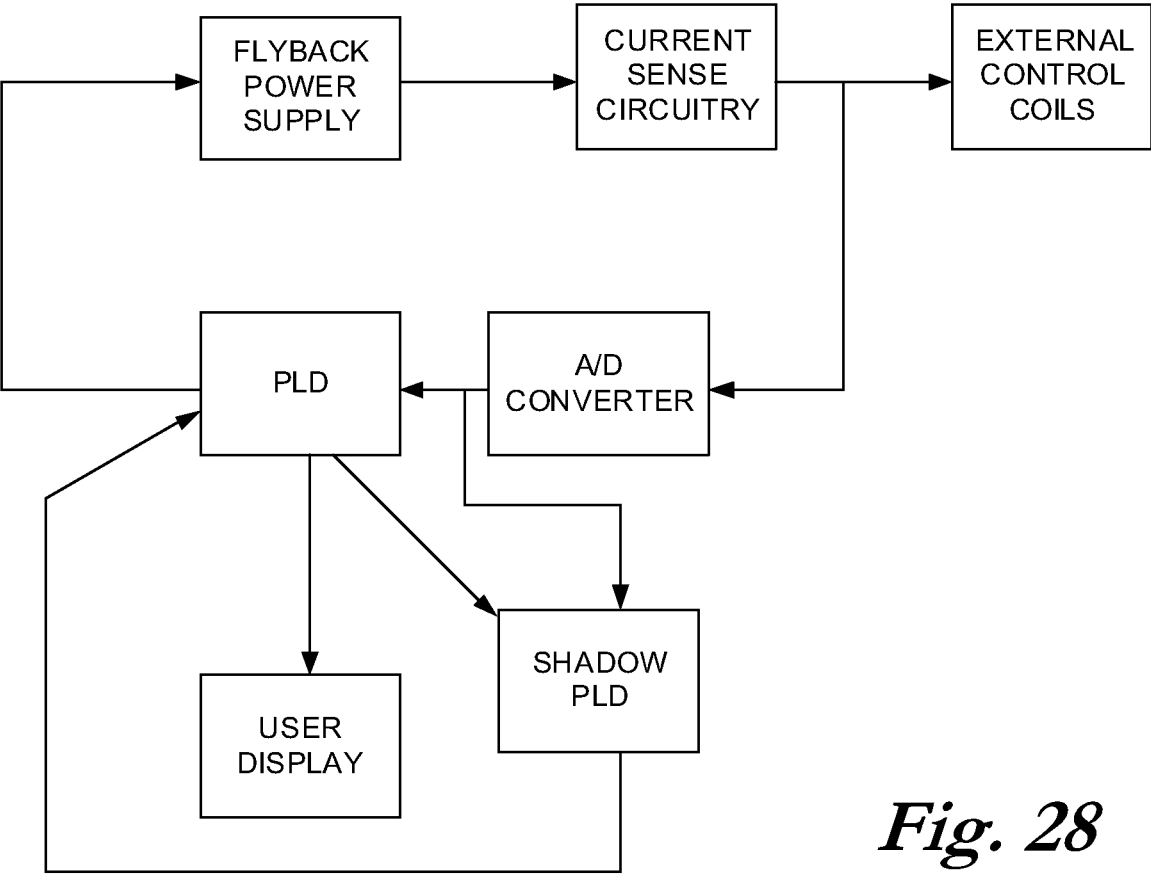 FLYBACK
POWER
SUPPLY
CURRENT
SENSE
CIRCUITRY
EXTERNAL
CONTROL
COILS
PLD
A/D
CONVERTER
SHADOW
PLD
USER
DISPLAY
Fig. 28